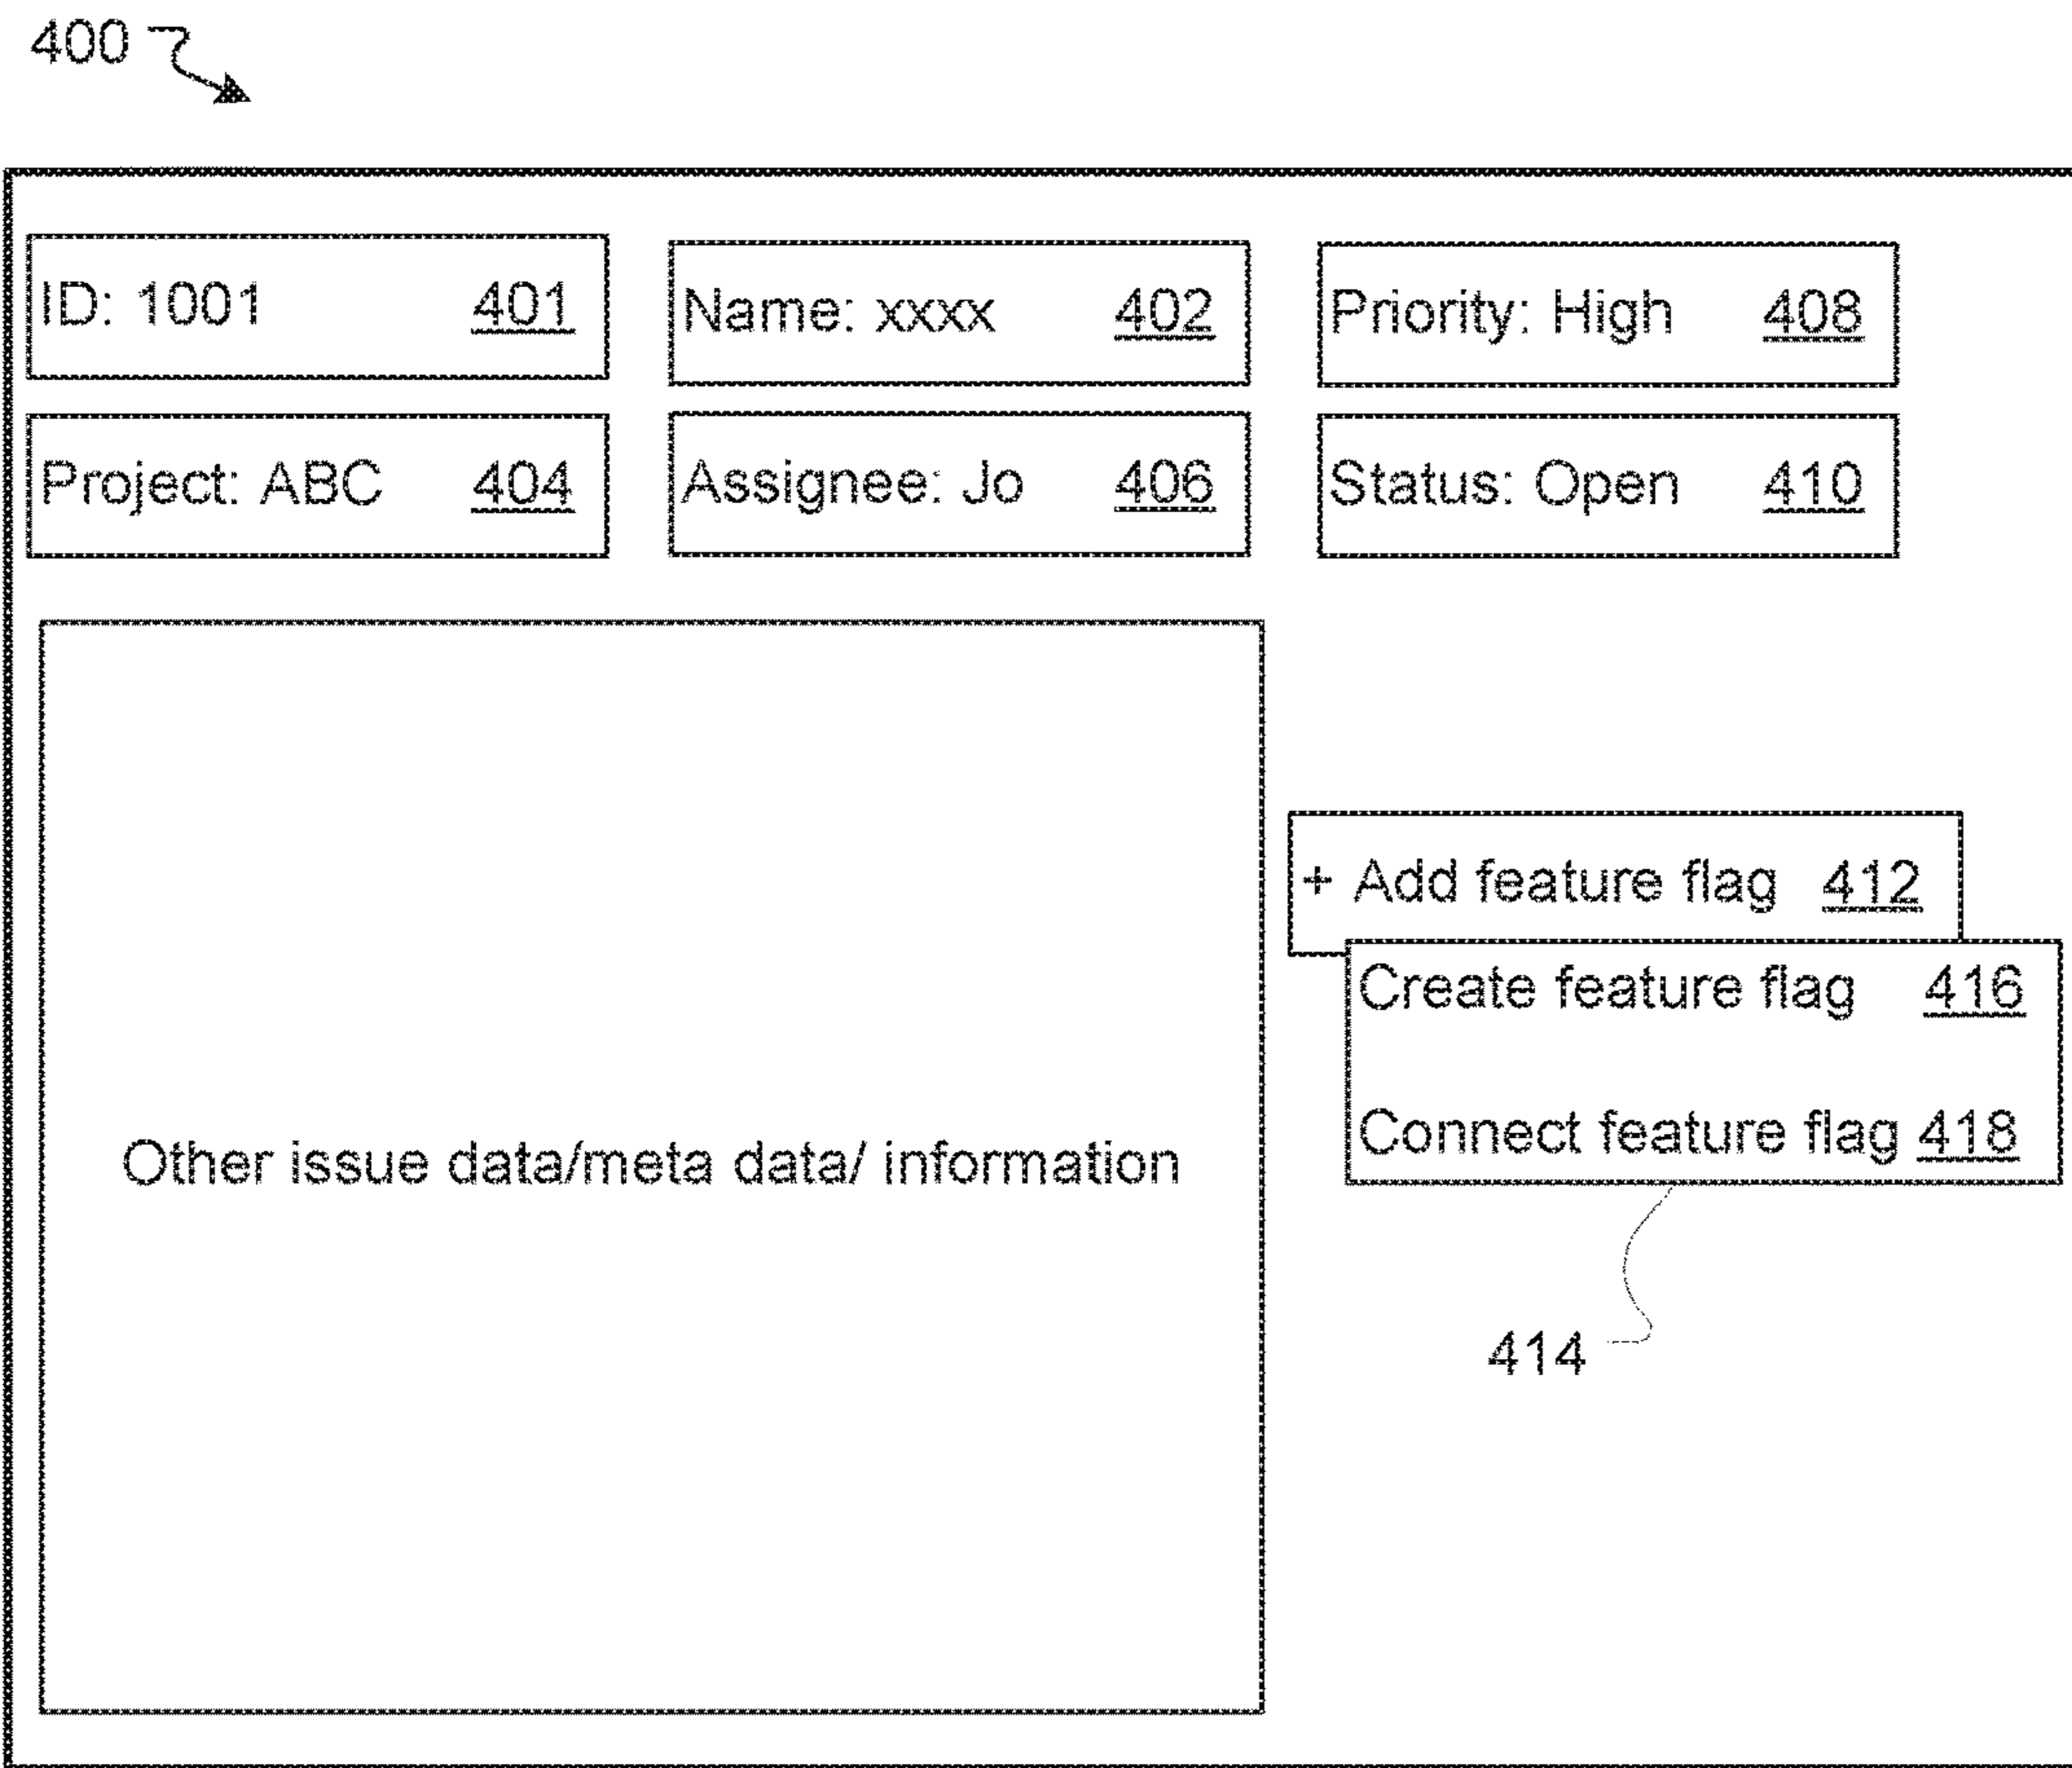 400
ID: 1001 401
Name: xxxx 402
Priority: High 408
Project: ABC 404
Assignee: Jo 406
Status: Open 410
+ Add feature flag 412
Create feature flag 416
Connect feature flag 418
Other issue data/meta data/ information
414